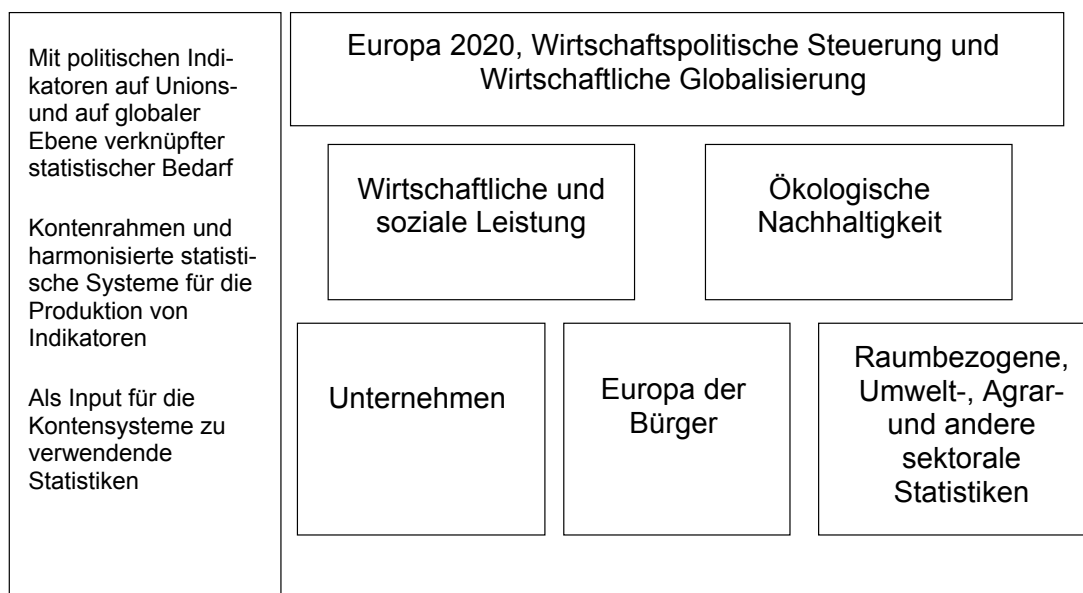 Mit politischen Indi-
katoren auf Unions-
und auf globaler
Ebene verknüpfter
statistischer Bedarf
Kontenrahmen und
harmonisierte statisti-
sche Systeme für die
Produktion von
Indikatoren
Als Input für die
Kontensysteme zu
verwendende
Statistiken
Europa 2020, Wirtschaftspolitische Steuerung und
Wirtschaftliche Globalisierung
Wirtschaftliche und
soziale Leistung
Ökologische
Nachhaltigkeit
Unternehmen
Europa der
Bürger
Raumbezogene,
Umwelt-, Agrar-
und andere
sektorale
Statistiken